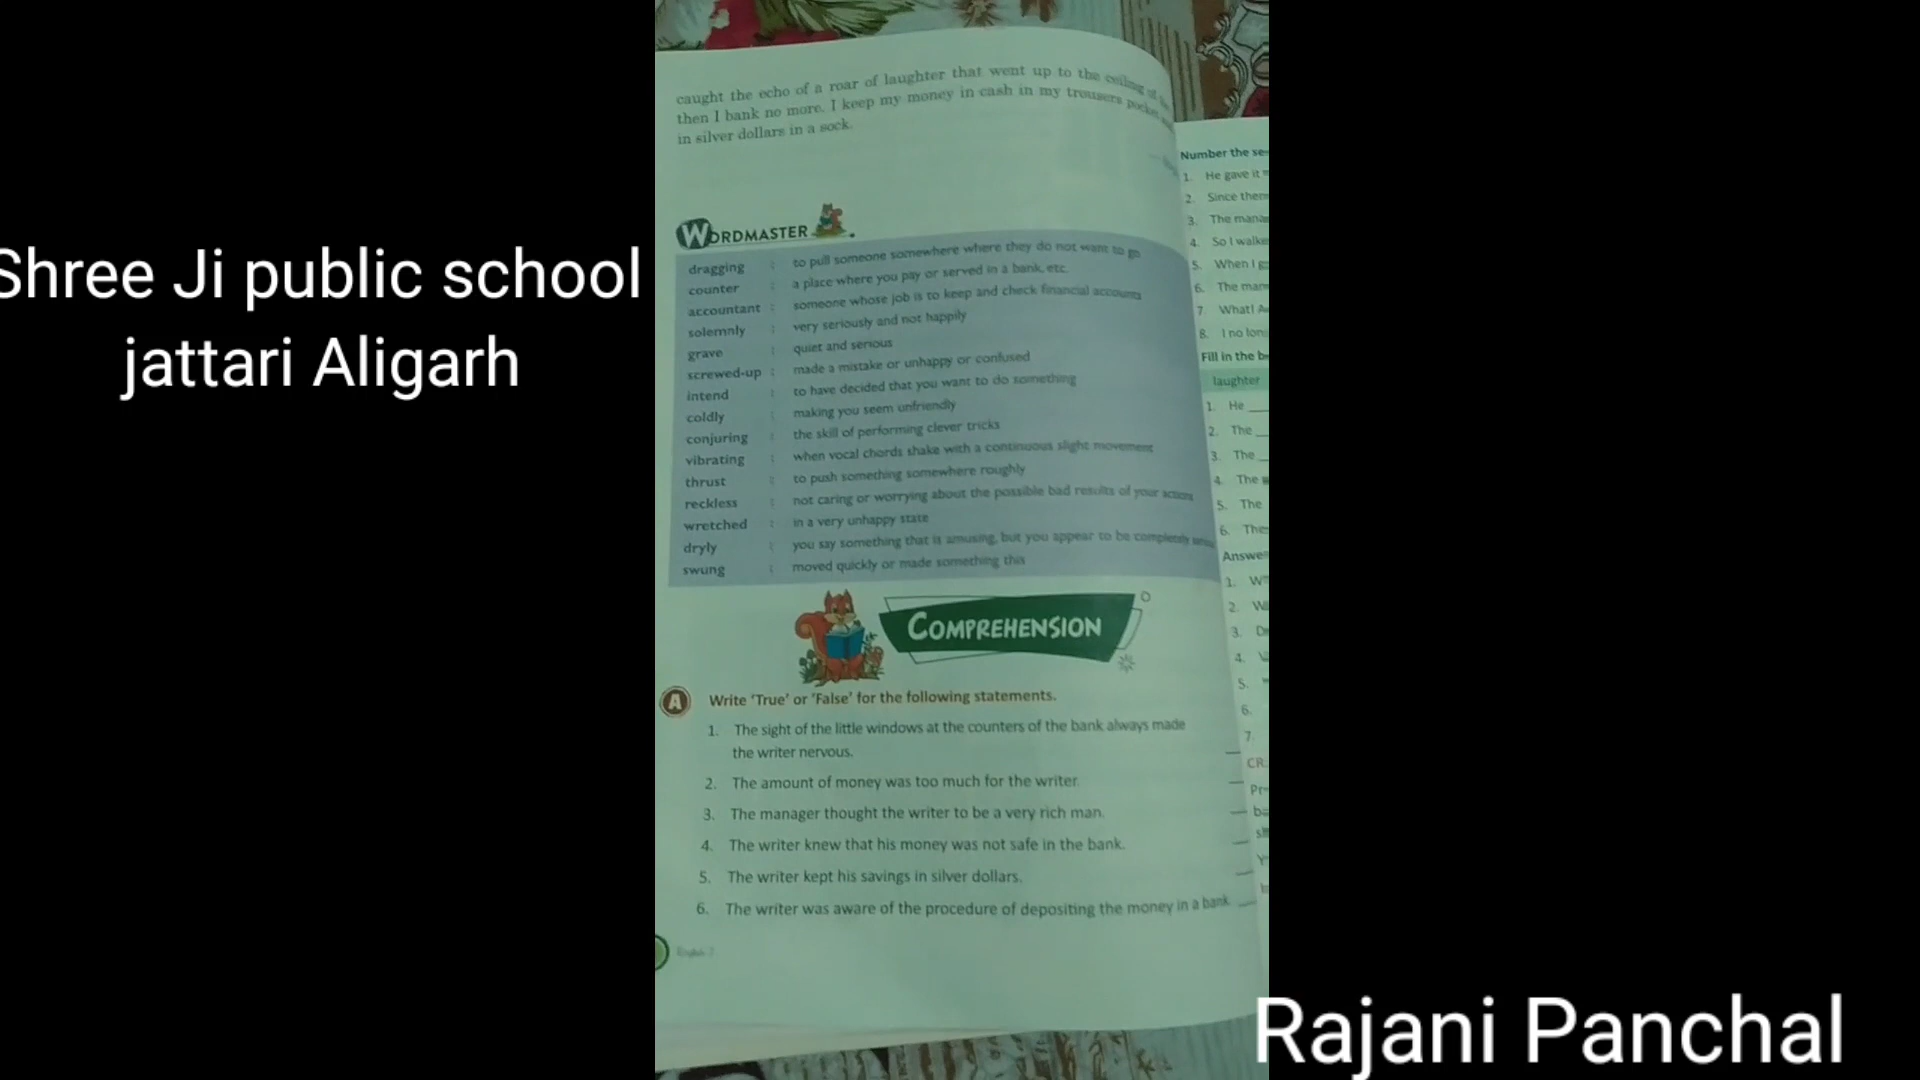 Shree Ji public school
jattari Aligarh
caught the echo of a roar of laughter that went up to the ceiling of
then I bank no more. I keep my money in cash in my trousers pocket
in silver dollars in a sock.
WORDMASTER
dragging : to pull someone somewhere where they do not want to go
counter : a place where you pay or served in a bank, etc.
accountant : someone whose job is to keep and check financial accounts
solemnly : very seriously and not happily
grave : quiet and serious
screwed-up : made a mistake or unhappy or confused
intend : to have decided that you want to do something
coldly : making you seem unfriendly
conjuring : the skill of performing clever tricks
vibrating : when vocal chords shake with a continuous slight movement
thrust : to push something somewhere roughly
reckless : not caring or worrying about the possible bad results of your actions
wretched : in a very unhappy state
dryly : you say something that is amusing, but you appear to be completely
swung : moved quickly or made something this
COMPREHENSION
A Write ‘True’ or ‘False’ for the following statements.
1. The sight of the little windows at the counters of the bank always made
the writer nervous.
2. The amount of money was too much for the writer.
3. The manager thought the writer to be a very rich man.
4. The writer knew that his money was not safe in the bank.
5. The writer kept his savings in silver dollars.
6. The writer was aware of the procedure of depositing the money in a bank.
English
Number the
1. He gave it
2. Since then
3. The
4. So I
5. When I
6. The
7. What!
8. I no
Fill in the
laughter
1. He
2. The
3. The
4. The
5. The
6. The
1.
2.
3.
4.
5.
6.
7.
Rajani Panchal